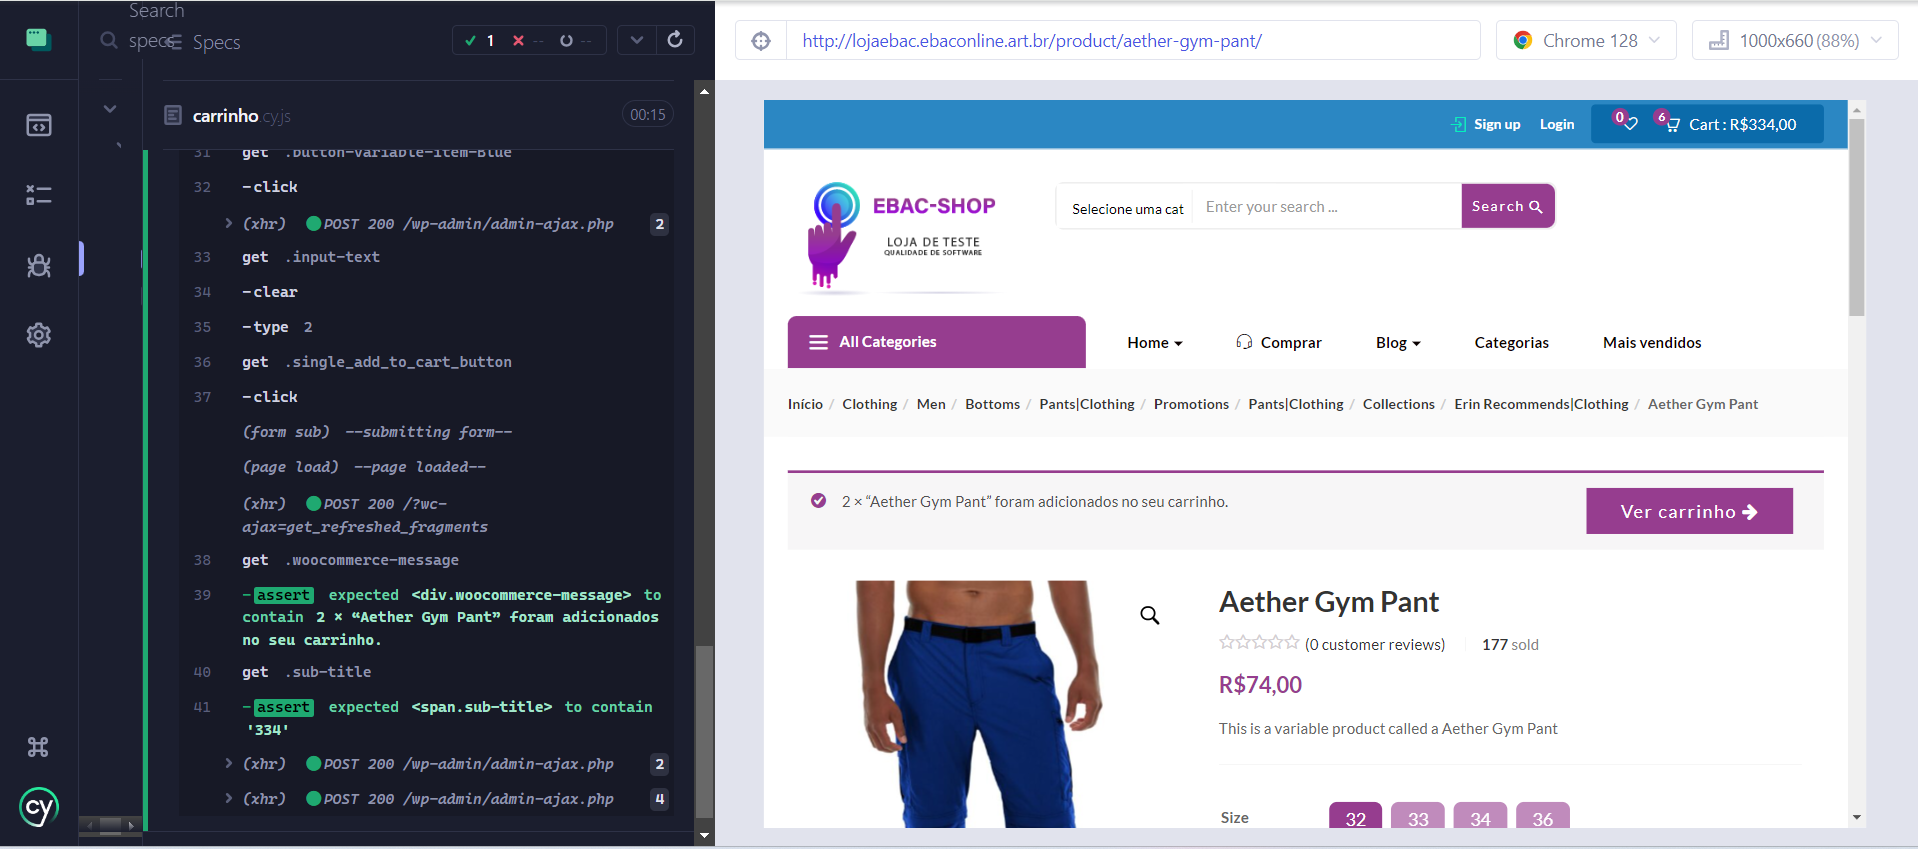 Search
specs
Specs
1
--
--
carrinho.cy.js
00:15
31 get .button-variable-item-Blue
32 -click
(xhr) POST 200 /wp-admin/admin-ajax.php 2
33 get .input-text
34 -clear
35 -type 2
36 get .single_add_to_cart_button
37 -click
(form sub) --submitting form--
(page load) --page loaded--
(xhr) POST 200 /?wc-
ajax=get_refreshed_fragments
38 get .woocommerce-message
39 -assert expected <div.woocommerce-message> to
contain 2 × “Aether Gym Pant” foram adicionados
no seu carrinho.
40 get .sub-title
41 -assert expected <span.sub-title> to contain
'334'
(xhr) POST 200 /wp-admin/admin-ajax.php 2
(xhr) POST 200 /wp-admin/admin-ajax.php 4
cy
http://lojaebac.ebaconline.art.br/product/aether-gym-pant/
Chrome 128
1000x660 (88%)
Sign up
Login
0
6
Cart : R$334,00
EBAC-SHOP
LOJA DE TESTE
QUALIDADE DE SOFTWARE
Selecione uma cat
Enter your search ...
Search
All Categories
Home
Comprar
Blog
Categorias
Mais vendidos
Início / Clothing / Men / Bottoms / Pants|Clothing / Promotions / Pants|Clothing / Collections / Erin Recommends|Clothing / Aether Gym Pant
2 × “Aether Gym Pant” foram adicionados no seu carrinho.
Ver carrinho
Aether Gym Pant
(0 customer reviews)
177 sold
R$74,00
This is a variable product called a Aether Gym Pant
Size
32
33
34
36